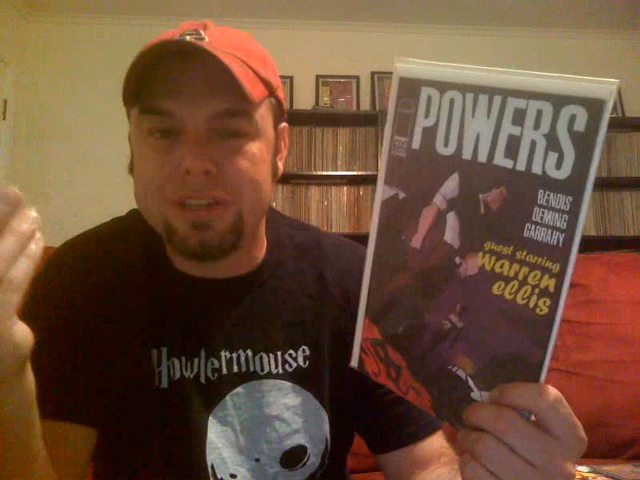 POWERS
BENDIS
DEMING
GARRAHY
guest starring
warren
ellis
Howlermouse